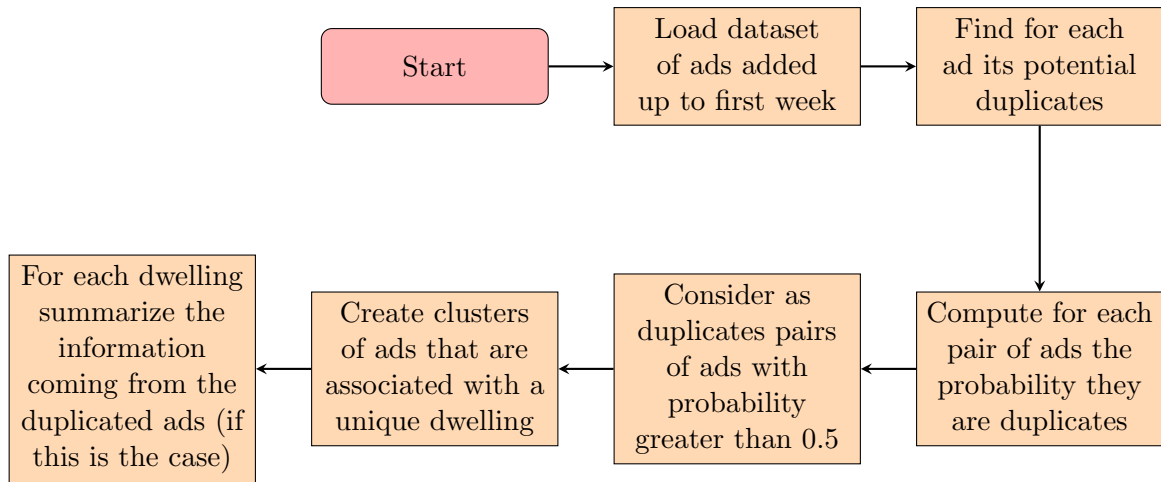 Start
Load dataset
of ads added
up to first week
Find for each
ad its potential
duplicates
Compute for each
pair of ads the
probability they
are duplicates
Consider as
duplicates pairs
of ads with
probability
greater than 0.5
Create clusters
of ads that are
associated with a
unique dwelling
For each dwelling
summarize the
information
coming from the
duplicated ads (if
this is the case)